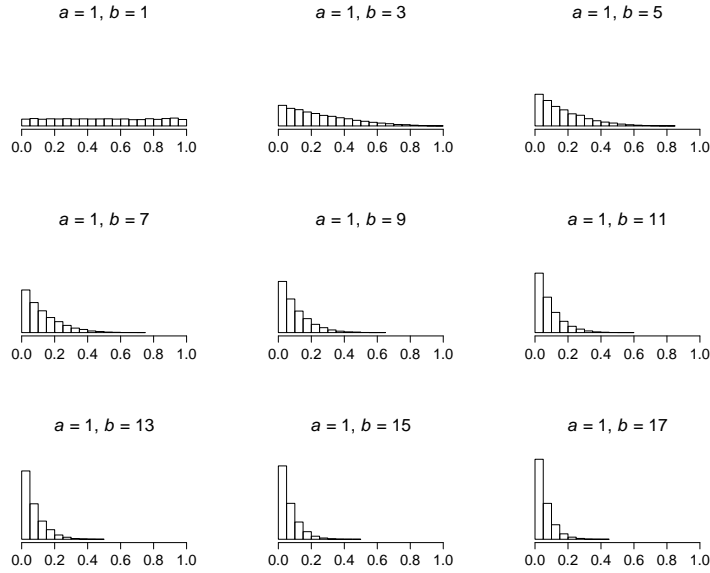 a = 1, b = 1
a = 1, b = 3
a = 1, b = 5
0.0 0.2 0.4 0.6 0.8 1.0
0.0 0.2 0.4 0.6 0.8 1.0
0.0 0.2 0.4 0.6 0.8 1.0
a = 1, b = 7
a = 1, b = 9
a = 1, b = 11
0.0 0.2 0.4 0.6 0.8 1.0
0.0 0.2 0.4 0.6 0.8 1.0
0.0 0.2 0.4 0.6 0.8 1.0
a = 1, b = 13
a = 1, b = 15
a = 1, b = 17
0.0 0.2 0.4 0.6 0.8 1.0
0.0 0.2 0.4 0.6 0.8 1.0
0.0 0.2 0.4 0.6 0.8 1.0